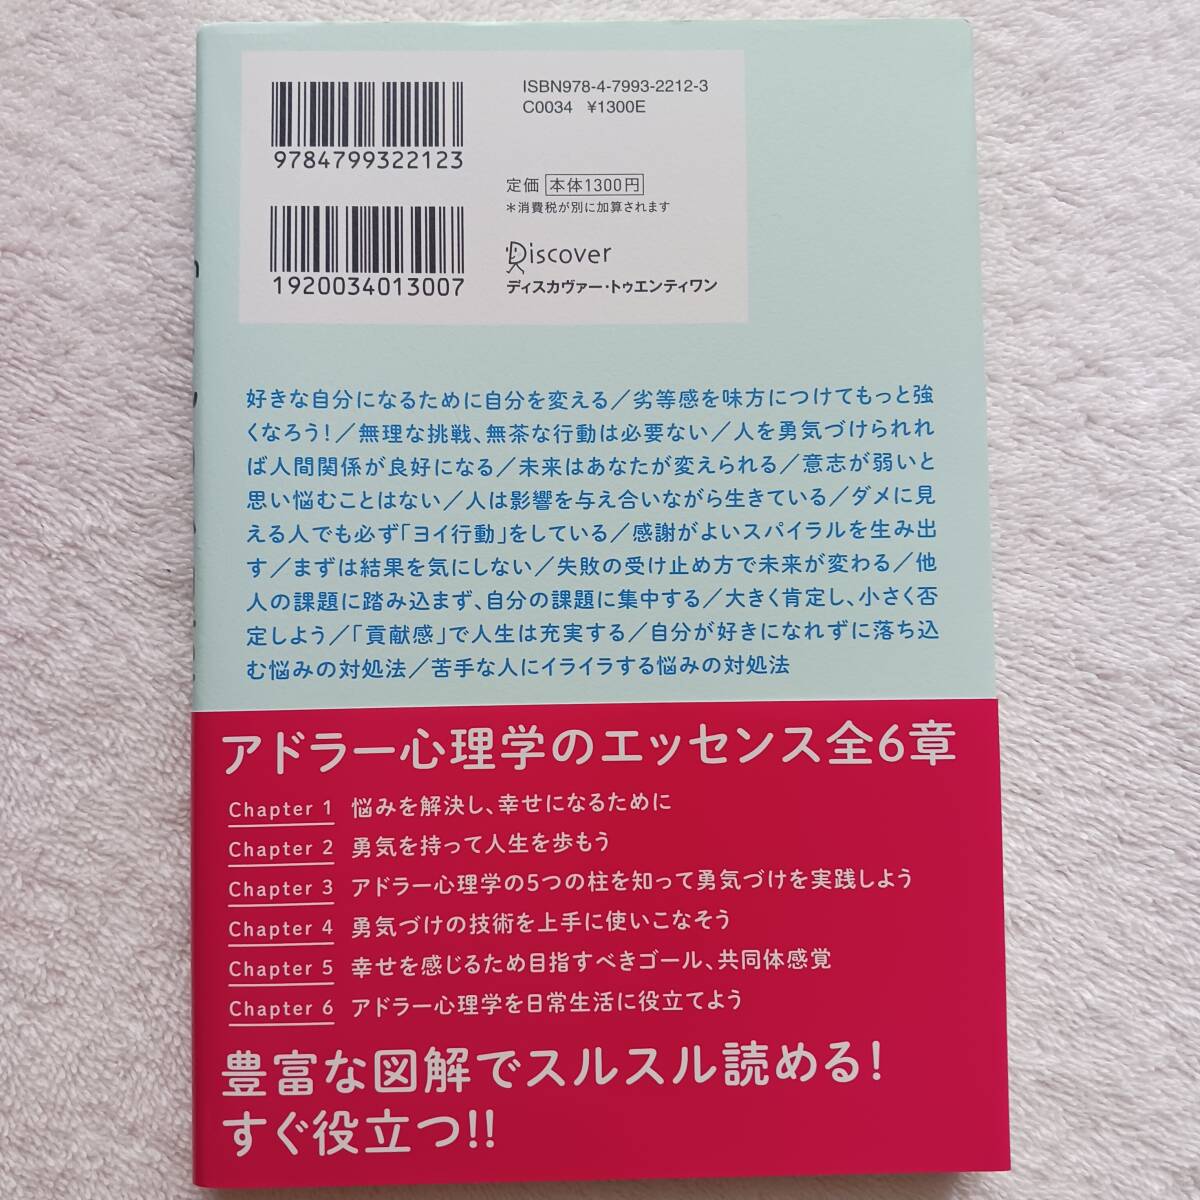 ISBN978-4-7993-2212-3
C0034 ¥1300E
9784799322123
定価 本体1300円
*消費税が別に加算されます
1920034013007
Discover
ディスカヴァー・トゥエンティワン
好きな自分になるために自分を変える/劣等感を味方につけてもっと強
くなろう!/無理な挑戦、無茶な行動は必要ない/人を勇気づけられれ
ば人間関係が良好になる/未来はあなたが変えられる/意志が弱いと
思い悩むことはない/人は影響を与え合いながら生きている/ダメに見
える人でも必ず「ヨイ行動」をしている/感謝がよいスパイラルを生み出
す/まずは結果を気にしない/失敗の受け止め方で未来が変わる/他
人の課題に踏み込まず、自分の課題に集中する/大きく肯定し、小さく否
定しよう/「貢献感」で人生は充実する/自分が好きになれずに落ち込
む悩みの対処法/苦手な人にイライラする悩みの対処法
アドラー心理学のエッセンス全6章
Chapter 1 悩みを解決し、幸せになるために
Chapter 2 勇気を持って人生を歩もう
Chapter 3 アドラー心理学の5つの柱を知って勇気づけを実践しよう
Chapter 4 勇気づけの技術を上手に使いこなそう
Chapter 5 幸せを感じるため目指すべきゴール、共同体感覚
Chapter 6 アドラー心理学を日常生活に役立てよう
豊富な図解でスルスル読める!
すぐ役立つ!!